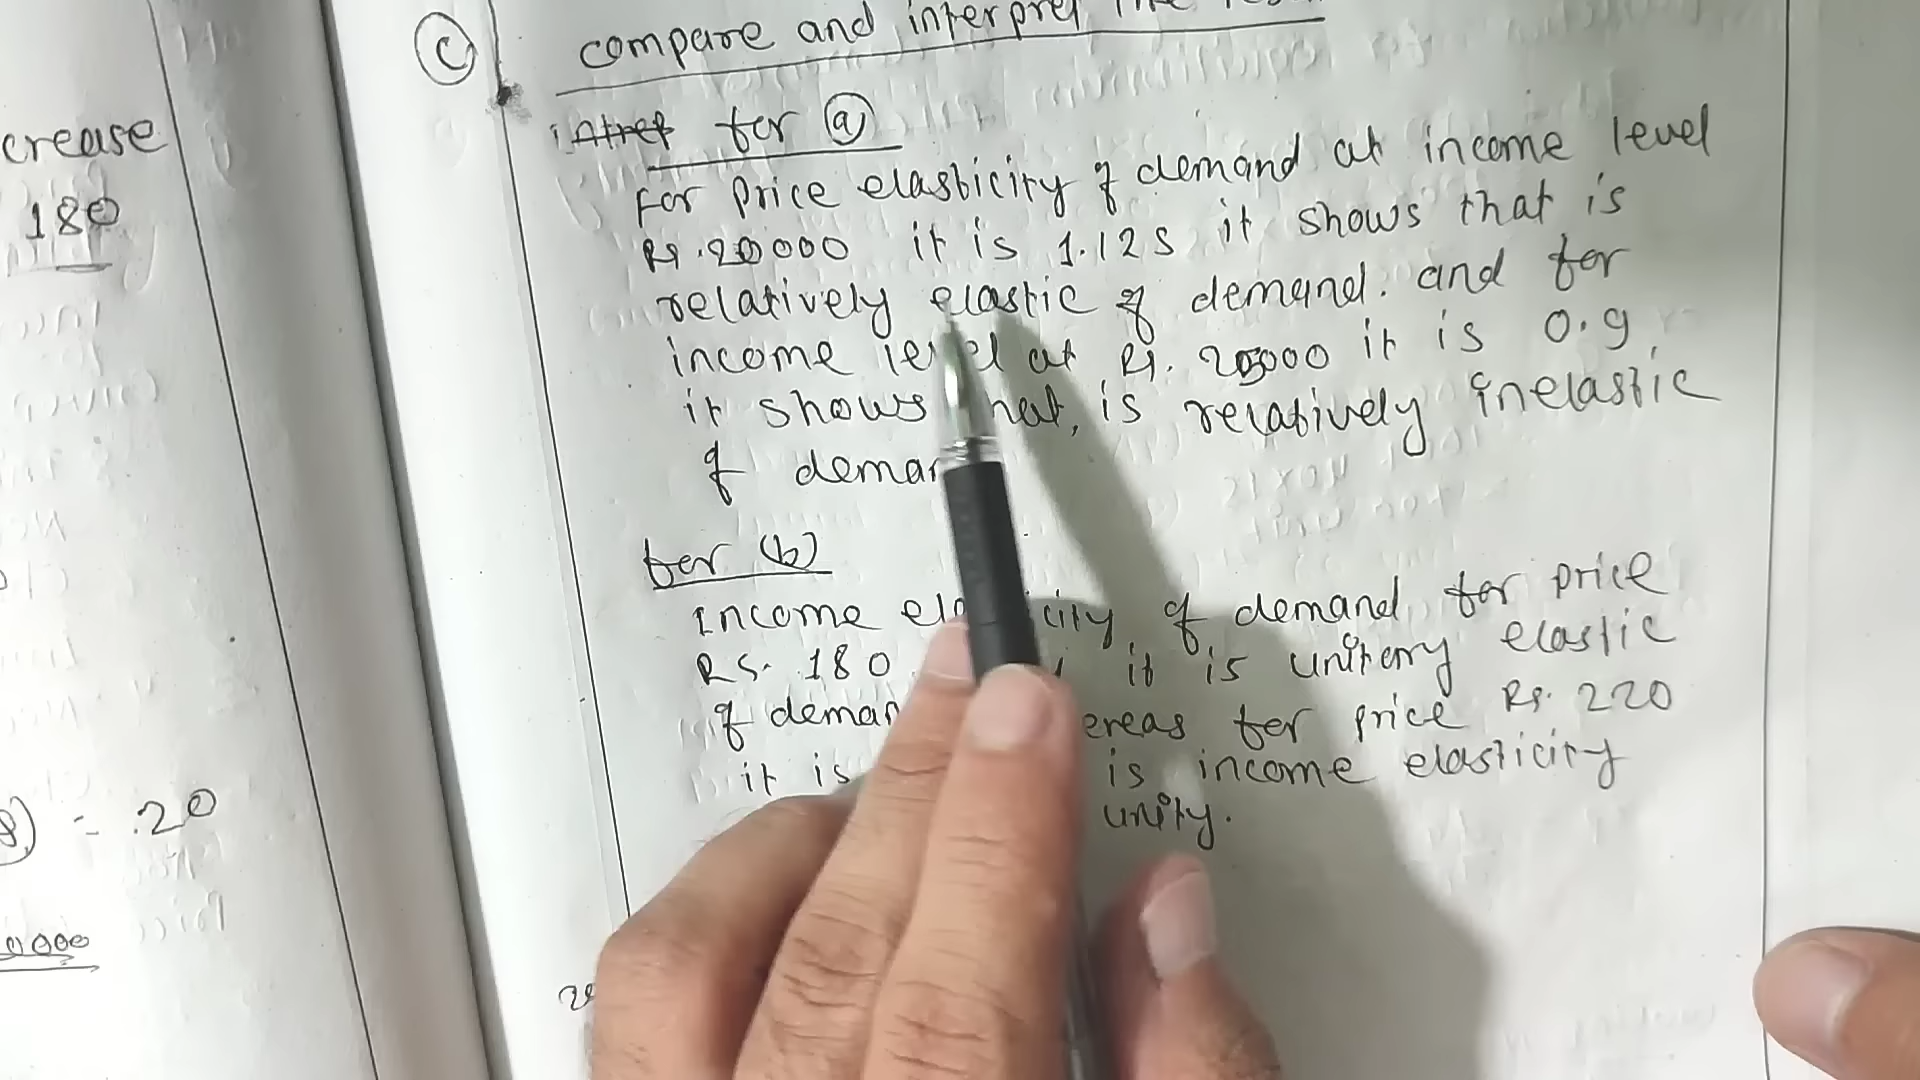 crease
180
) = 20
0000
c
compare and interpret the
for a
For price elasticity of demand at income level
Rs. 20000 it is 1.125 it shows that is
relatively elastic of demand. and for
income level at Rs. 25000 it is 0.9
it shows that, is relatively inelastic
of
for (b)
Income of demand for price
Rs. 180 it is unitary elastic
of for price Rs. 220
it is is income elasticity
unity.